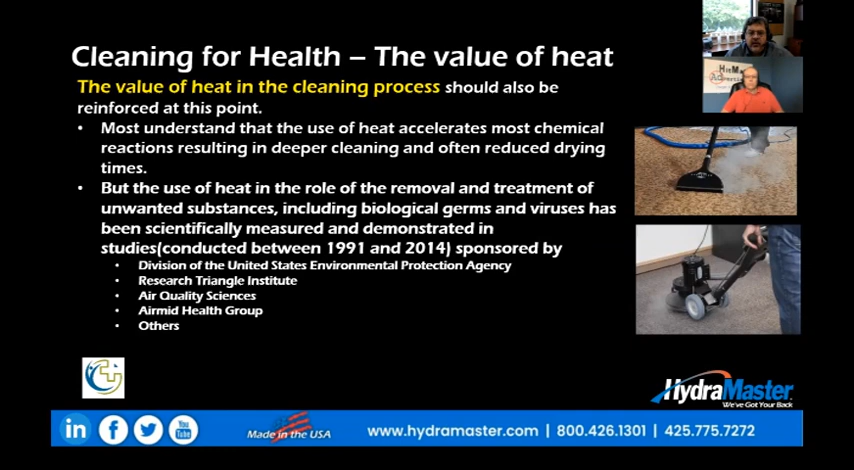 Cleaning for Health – The value of heat
The value of heat in the cleaning process should also be
reinforced at this point.
• Most understand that the use of heat accelerates most chemical
reactions resulting in deeper cleaning and often reduced drying
times.
• But the use of heat in the role of the removal and treatment of
unwanted substances, including biological germs and viruses has
been scientifically measured and demonstrated in
studies(conducted between 1991 and 2014) sponsored by
• Division of the United States Environmental Protection Agency
• Research Triangle Institute
• Air Quality Sciences
• Airmid Health Group
• Others
HydraMaster
We've Got Your Back
in
f
You
Tube
Made in the USA
www.hydramaster.com | 800.426.1301 | 425.775.7272